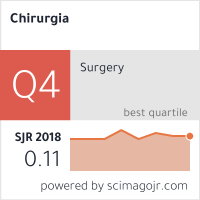 Chirurgia
Q4
Surgery
best quartile
SJR 2018
0.11
powered by scimagojr.com